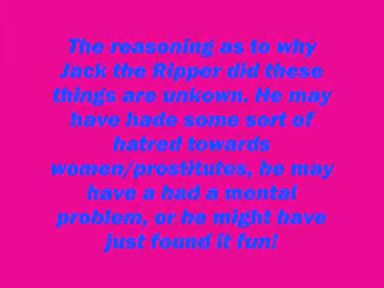 The reasoning as to why
Jack the Ripper did these
things are unkown. He may
have hade some sort of
hatred towards
women/prostitutes, he may
have a had a mental
problem, or he might have
just found it fun!